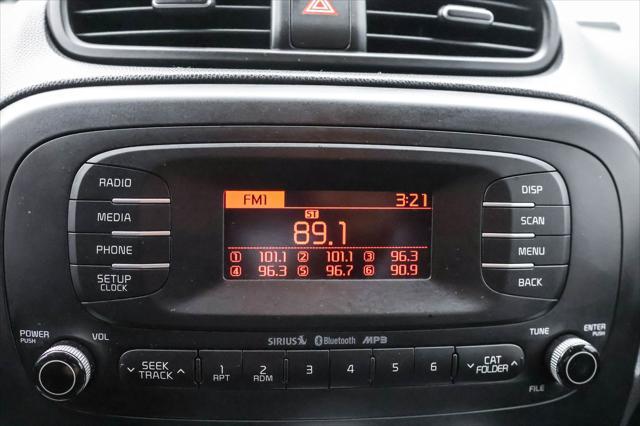 RADIO
MEDIA
PHONE
SETUP
CLOCK
FM1 3:21
ST
89.1
1 101.1 2 101.1 3 96.3
4 96.3 5 96.7 6 90.9
DISP
SCAN
MENU
BACK
POWER
PUSH
VOL
SIRIUS Bluetooth MP3
TUNE
ENTER
PUSH
SEEK
TRACK
1
RPT
2
RDM
3
4
5
6
CAT
FOLDER
FILE